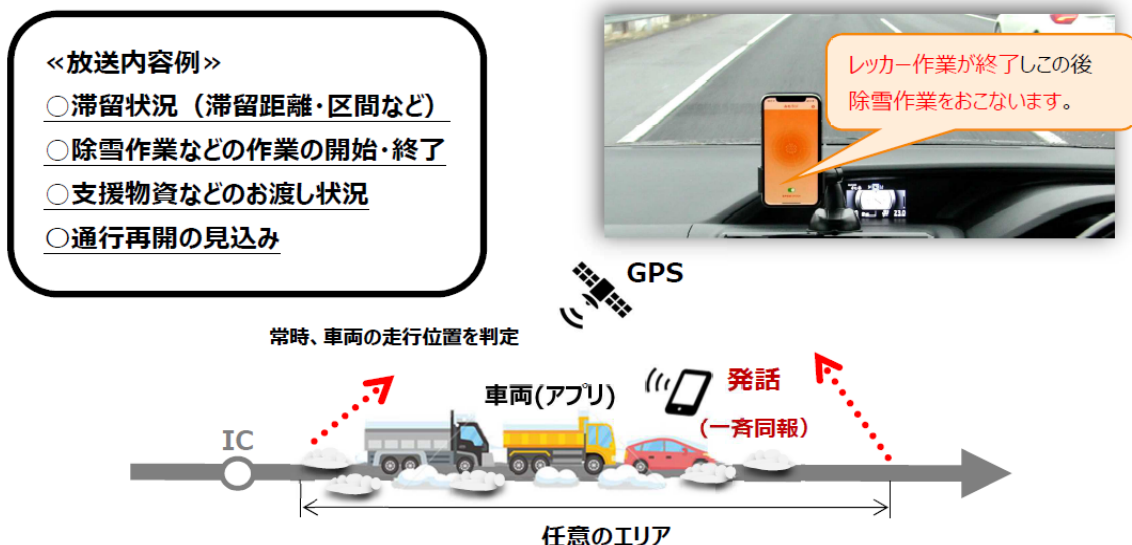 ≪放送内容例≫
○滞留状況（滞留距離・区間など）
○除雪作業などの作業の開始・終了
○支援物資などのお渡し状況
○通行再開の見込み
レッカー作業が終了しこの後
除雪作業をおこないます。
GPS
常時、車両の走行位置を判定
車両(アプリ)
発話
(一斉同報)
IC
任意のエリア